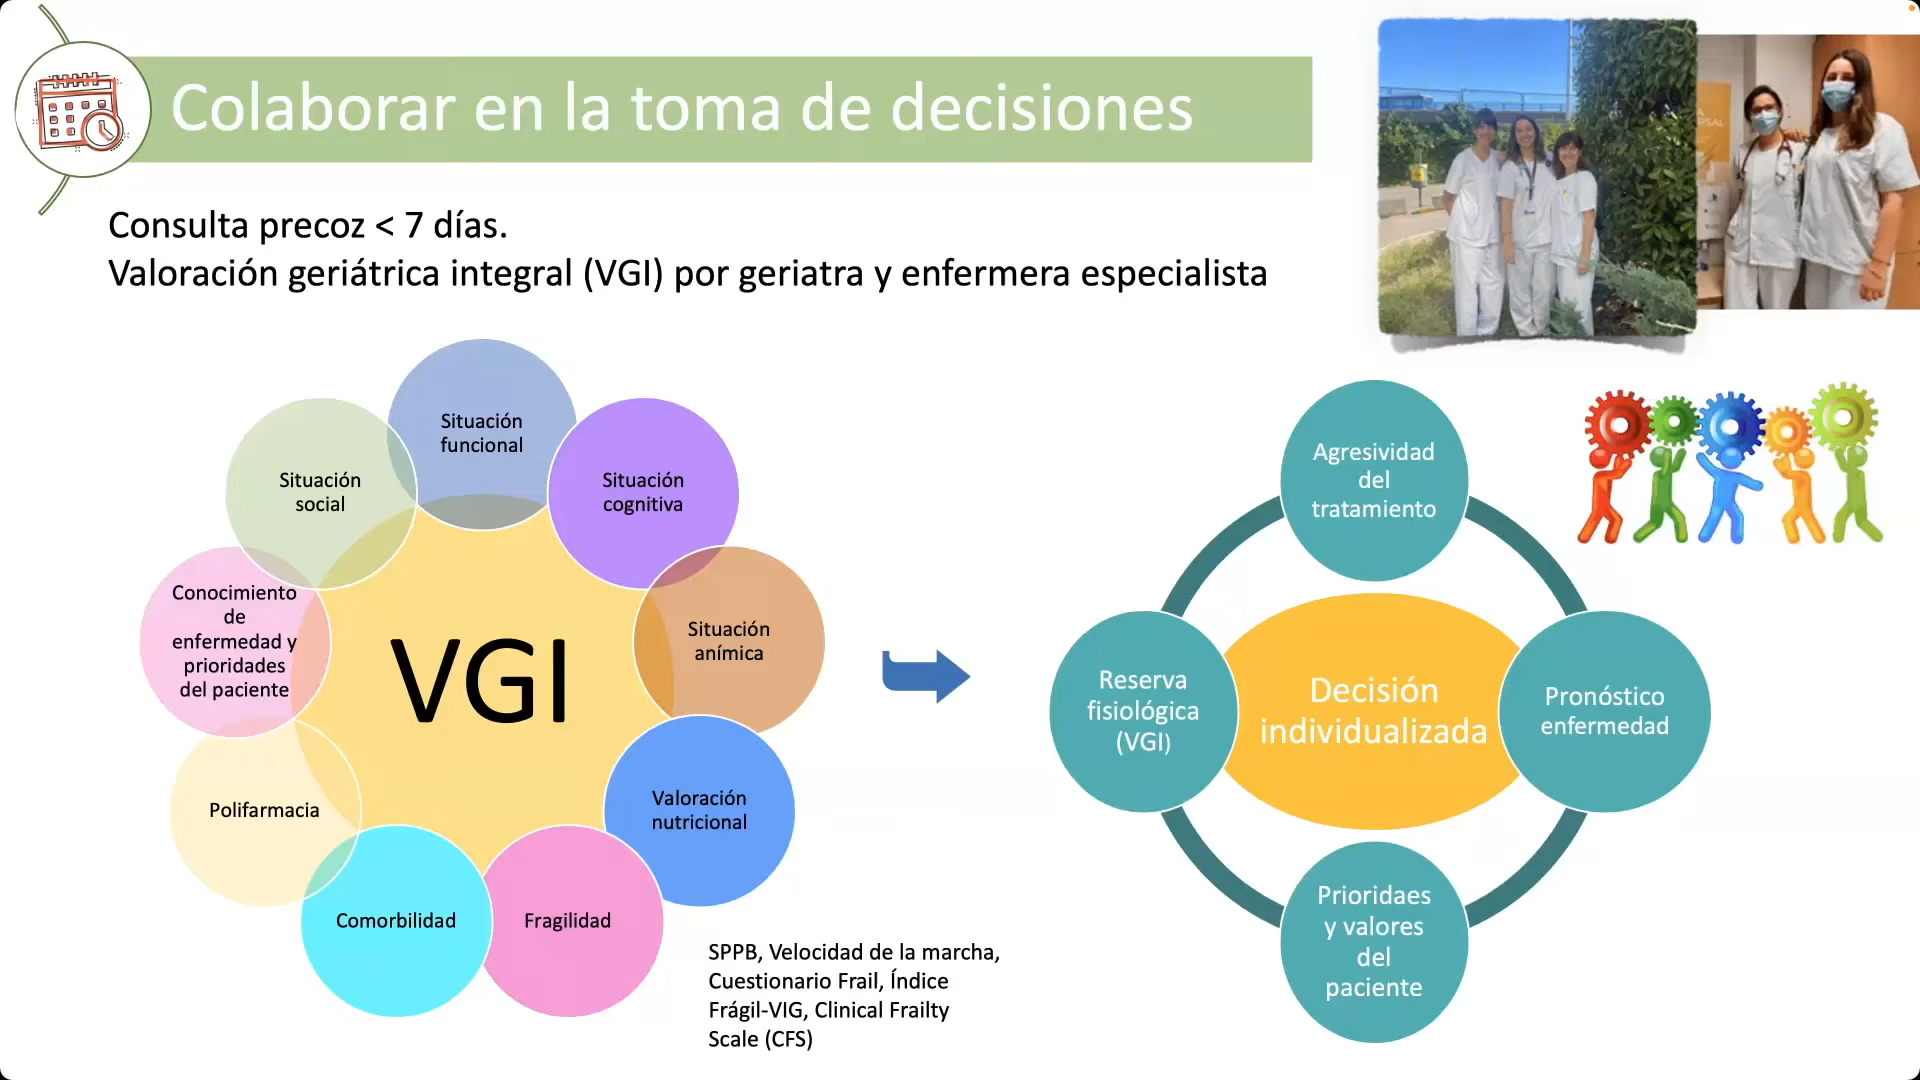 Colaborar en la toma de decisiones
Consulta precoz < 7 días.
Valoración geriátrica integral (VGI) por geriatra y enfermera especialista
Situación
funcional
Situación
cognitiva
Situación
anímica
Valoración
nutricional
Fragilidad
Comorbilidad
Polifarmacia
Conocimiento
de
enfermedad y
prioridades
del paciente
Situación
social
VGI
SPPB, Velocidad de la marcha,
Cuestionario Frail, Índice
Frágil-VIG, Clinical Frailty
Scale (CFS)
Agresividad
del
tratamiento
Pronóstico
enfermedad
Prioridaes
y valores
del
paciente
Reserva
fisiológica
(VGI)
Decisión
individualizada